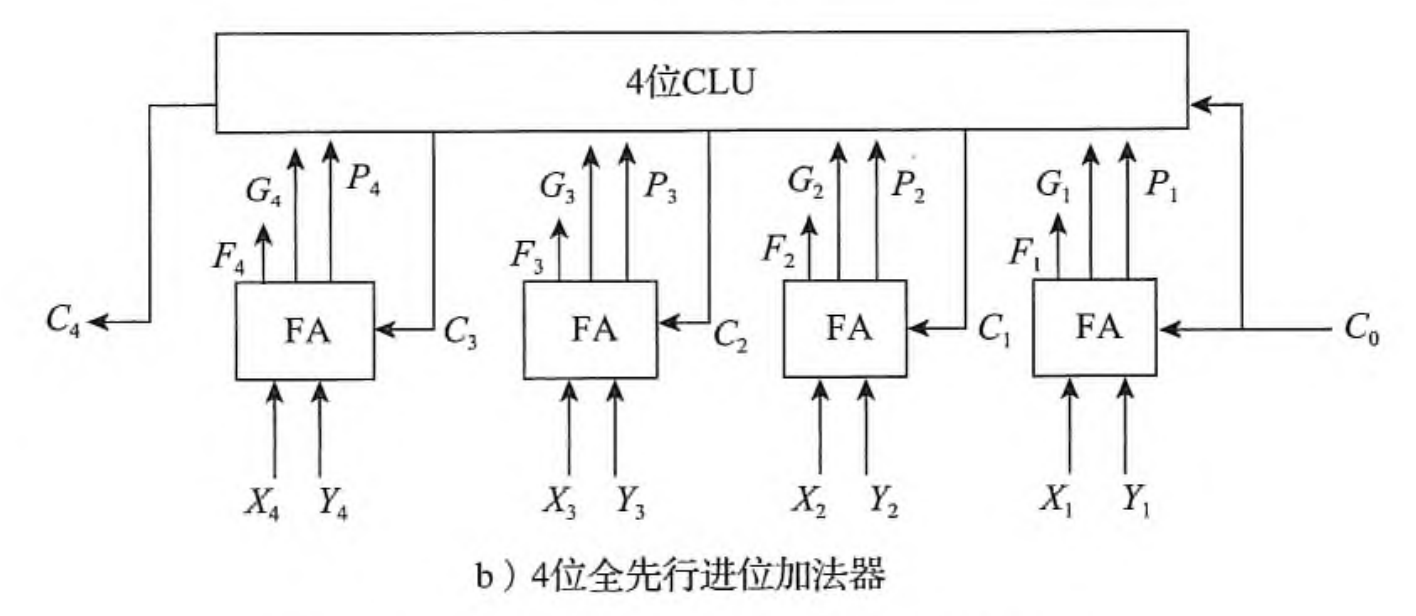 4位CLU
G₄ P₄ G₃ P₃ G₂ P₂ G₁ P₁
F₄ F₃ F₂ F₁
C₄ FA C₃ FA C₂ FA C₁ FA C₀
X₄ Y₄ X₃ Y₃ X₂ Y₂ X₁ Y₁
b）4位全先行进位加法器